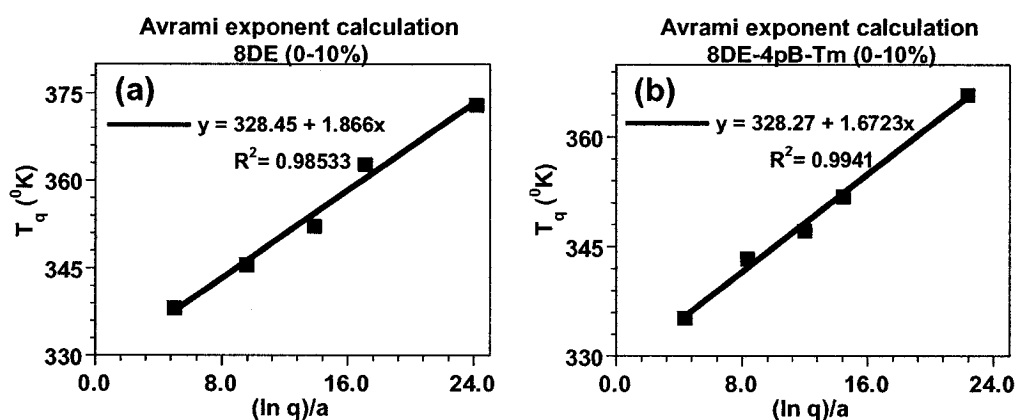 Avrami exponent calculation
8DE (0-10%)
(a)
y = 328.45 + 1.866x
R²= 0.98533
375
360
345
330
T_q (⁰K)
0.0 8.0 16.0 24.0
(ln q)/a
Avrami exponent calculation
8DE-4pB-Tm (0-10%)
(b)
y = 328.27 + 1.6723x
R²= 0.9941
360
345
330
T_q (⁰K)
0.0 8.0 16.0 24.0
(ln q)/a